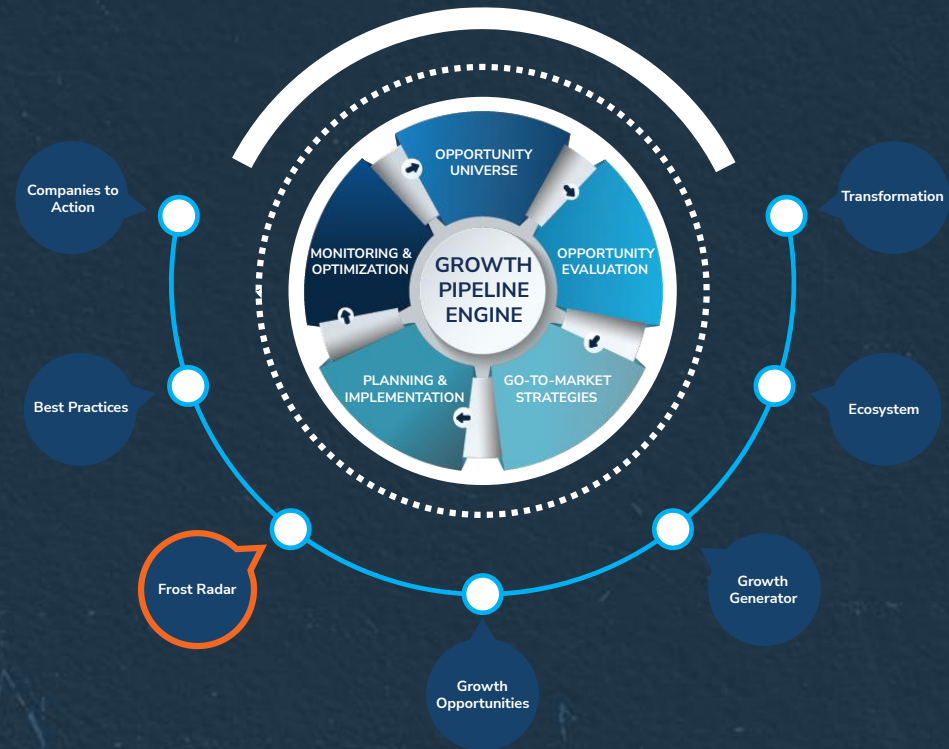 OPPORTUNITY
UNIVERSE
OPPORTUNITY
EVALUATION
GO-TO-MARKET
STRATEGIES
PLANNING &
IMPLEMENTATION
MONITORING &
OPTIMIZATION
GROWTH
PIPELINE
ENGINE
Companies to
Action
Transformation
Best Practices
Ecosystem
Frost Radar
Growth
Generator
Growth
Opportunities